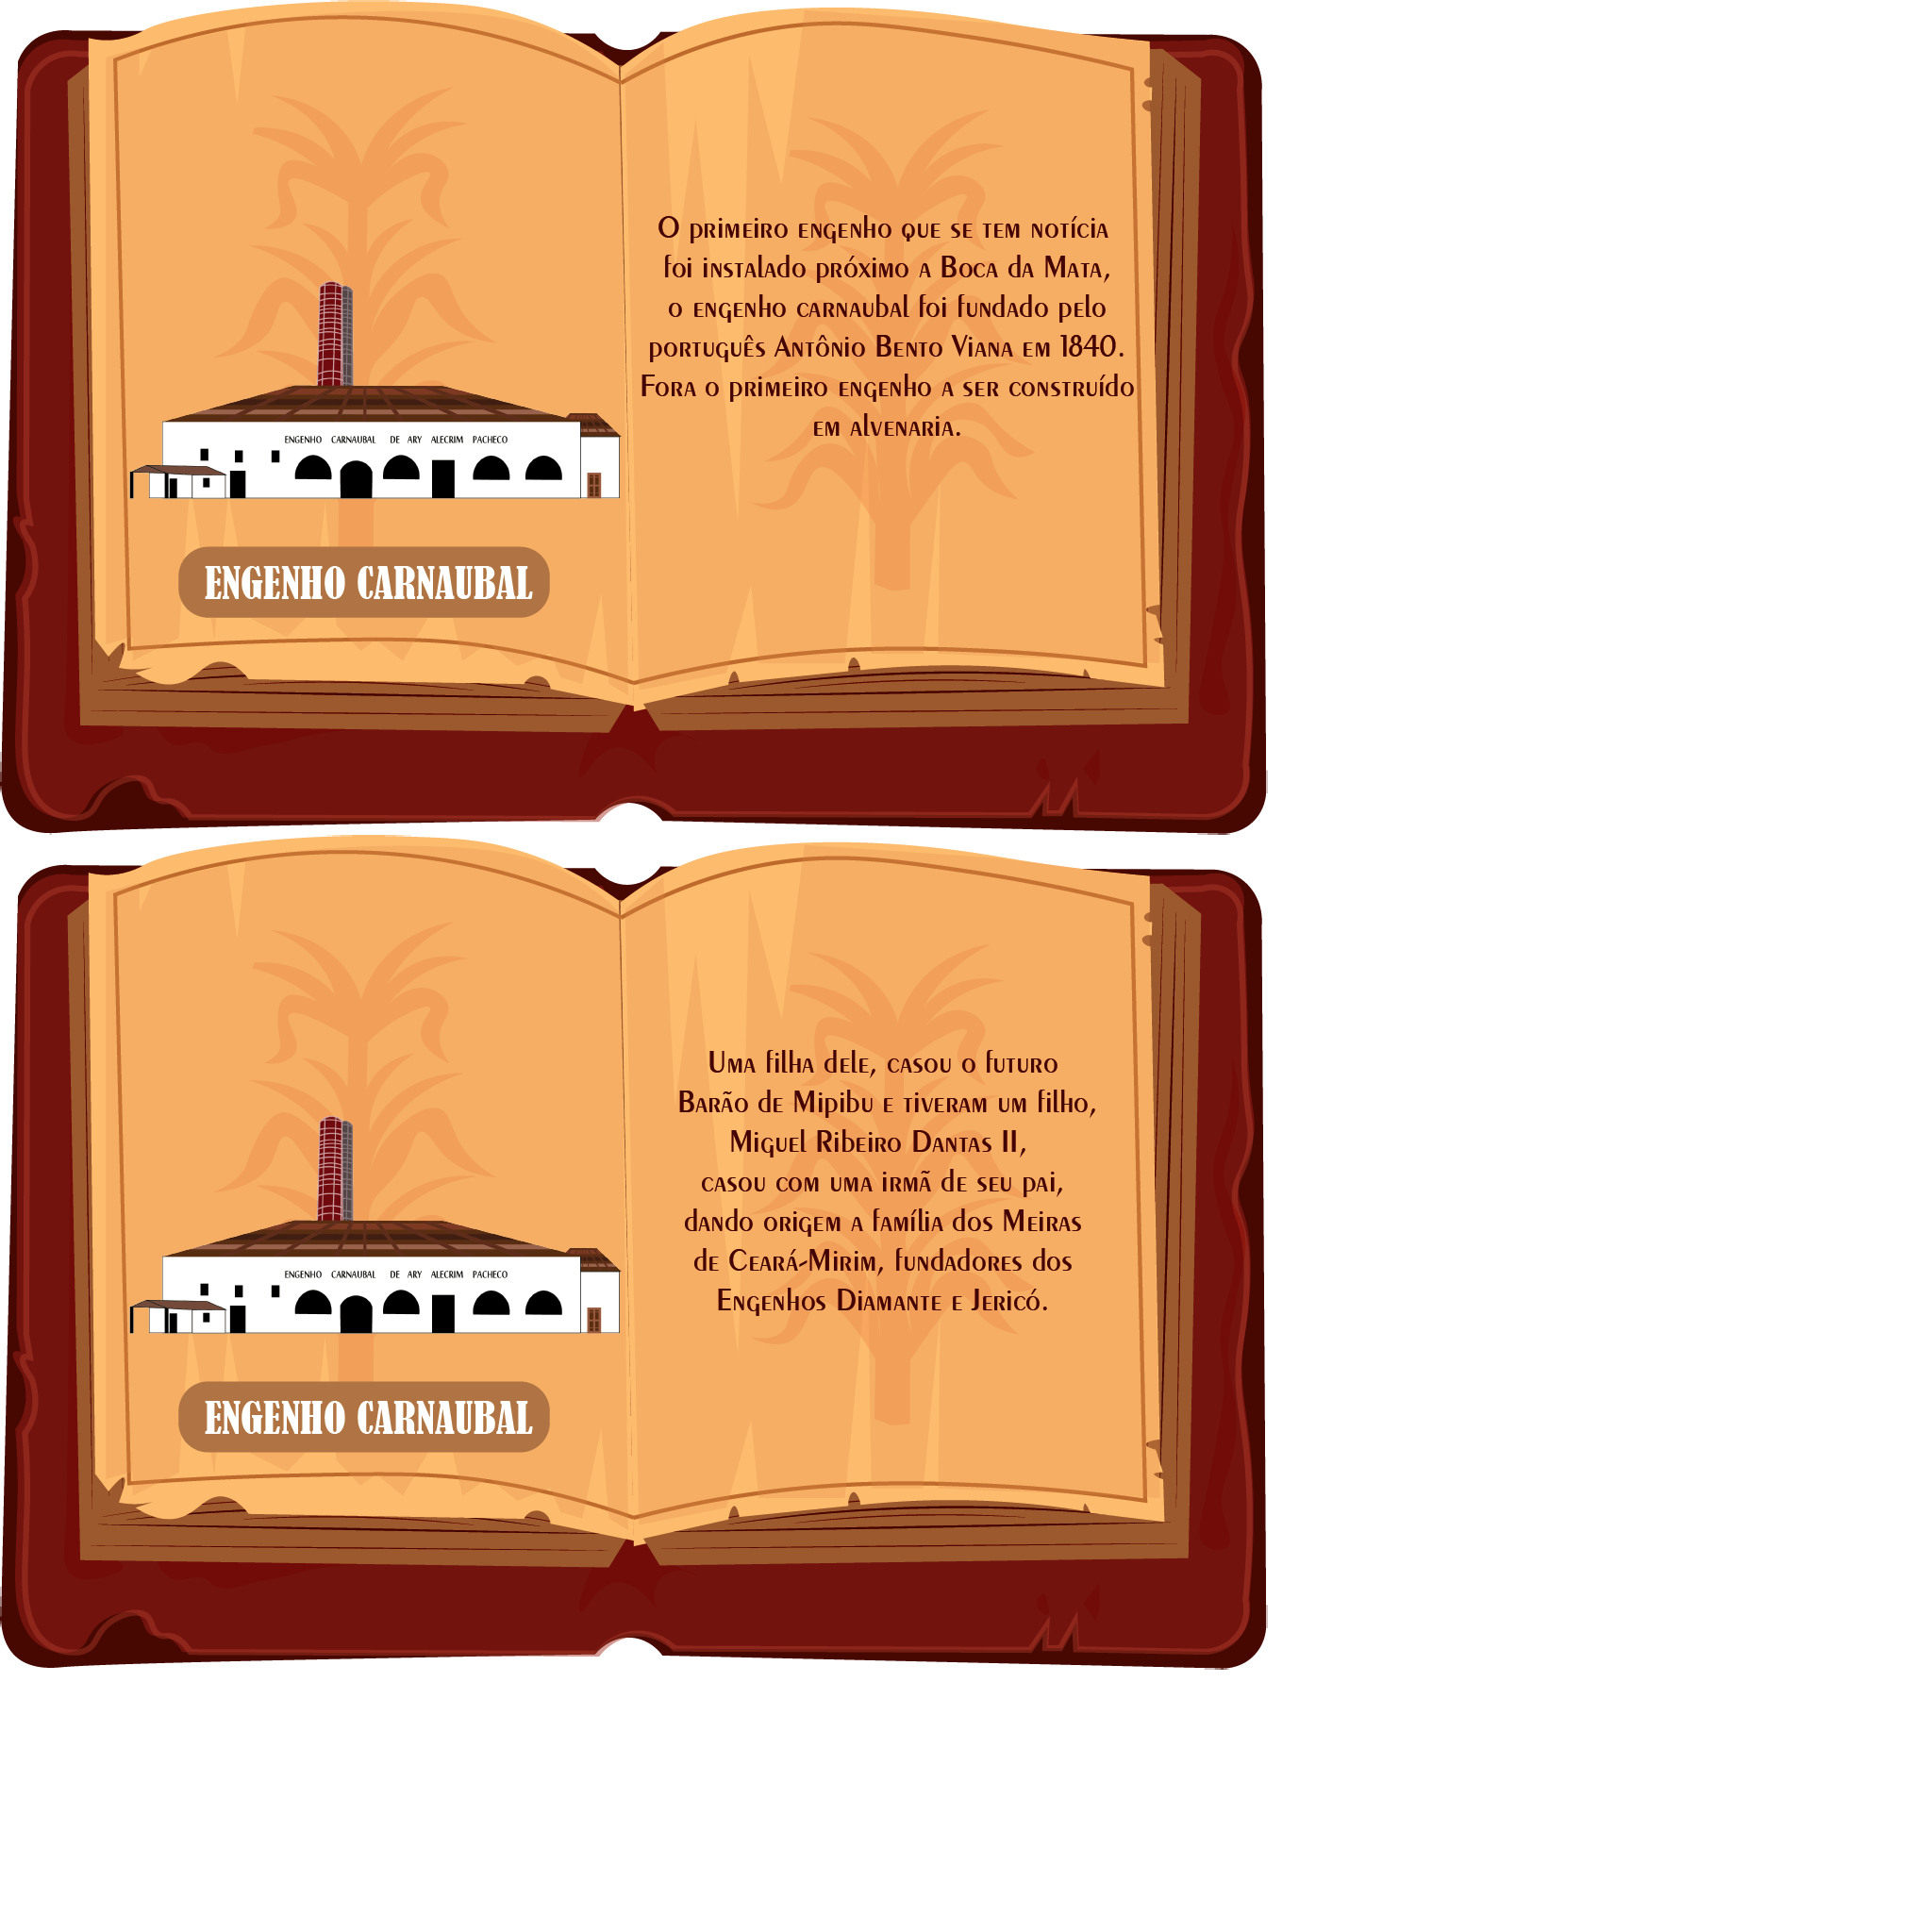 O primeiro engenho que se tem notícia
foi instalado próximo a Boca da Mata,
o engenho carnaubal foi fundado pelo
português Antônio Bento Viana em 1840.
Fora o primeiro engenho a ser construído
em alvenaria.
ENGENHO CARNAUBAL DE ARY ALECRIM PACHECO
ENGENHO CARNAUBAL
Uma filha dele, casou o futuro
Barão de Mipibu e tiveram um filho,
Miguel Ribeiro Dantas II,
casou com uma irmã de seu pai,
dando origem a família dos Meiras
de Ceará-Mirim, fundadores dos
Engenhos Diamante e Jericó.
ENGENHO CARNAUBAL DE ARY ALECRIM PACHECO
ENGENHO CARNAUBAL